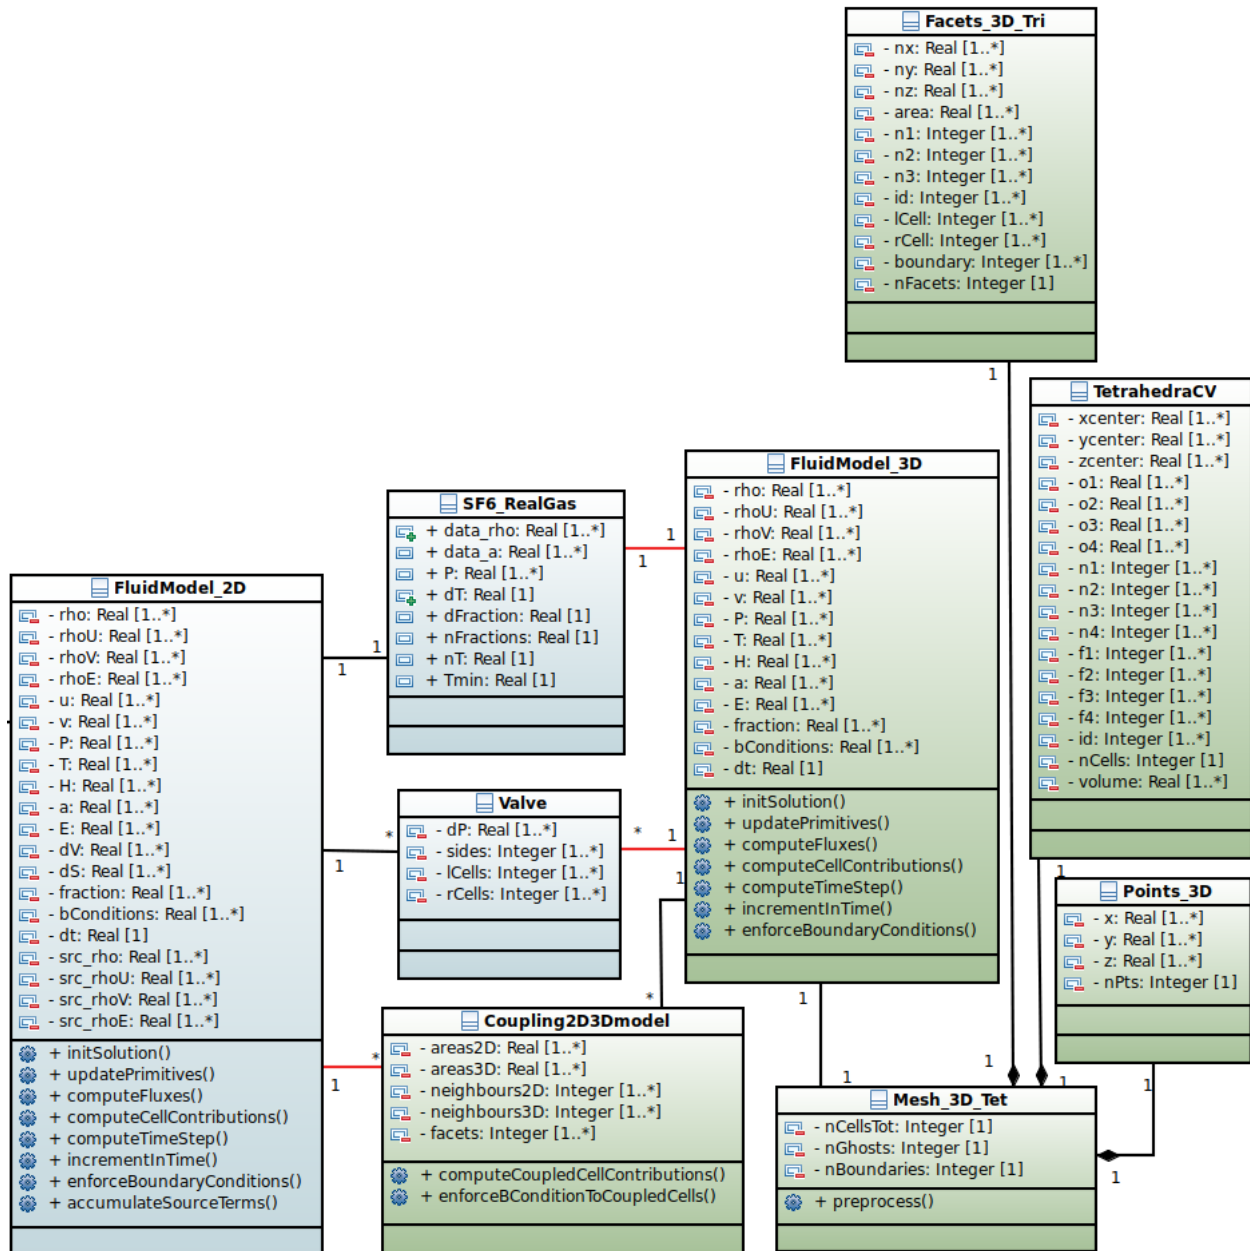 Facets_3D_Tri
- nx: Real [1..*]
- ny: Real [1..*]
- nz: Real [1..*]
- area: Real [1..*]
- n1: Integer [1..*]
- n2: Integer [1..*]
- n3: Integer [1..*]
- id: Integer [1..*]
- lCell: Integer [1..*]
- rCell: Integer [1..*]
- boundary: Integer [1..*]
- nFacets: Integer [1]
1
TetrahedraCV
- xcenter: Real [1..*]
- ycenter: Real [1..*]
- zcenter: Real [1..*]
- o1: Real [1..*]
- o2: Real [1..*]
- o3: Real [1..*]
- o4: Real [1..*]
- n1: Integer [1..*]
- n2: Integer [1..*]
- n3: Integer [1..*]
- n4: Integer [1..*]
- f1: Integer [1..*]
- f2: Integer [1..*]
- f3: Integer [1..*]
- f4: Integer [1..*]
- id: Integer [1..*]
- nCells: Integer [1]
- volume: Real [1..*]
1
FluidModel_3D
- rho: Real [1..*]
- rhoU: Real [1..*]
- rhoV: Real [1..*]
- rhoE: Real [1..*]
- u: Real [1..*]
- v: Real [1..*]
- P: Real [1..*]
- T: Real [1..*]
- H: Real [1..*]
- a: Real [1..*]
- E: Real [1..*]
- fraction: Real [1..*]
- bConditions: Real [1..*]
- dt: Real [1]
+ initSolution()
+ updatePrimitives()
+ computeFluxes()
+ computeCellContributions()
+ computeTimeStep()
+ incrementInTime()
+ enforceBoundaryConditions()
SF6_RealGas
+ data_rho: Real [1..*]
+ data_a: Real [1..*]
+ P: Real [1..*]
+ dT: Real [1]
+ dFraction: Real [1]
+ nFractions: Real [1]
+ nT: Real [1]
+ Tmin: Real [1]
1
1
1
1
FluidModel_2D
- rho: Real [1..*]
- rhoU: Real [1..*]
- rhoV: Real [1..*]
- rhoE: Real [1..*]
- u: Real [1..*]
- v: Real [1..*]
- P: Real [1..*]
- T: Real [1..*]
- H: Real [1..*]
- a: Real [1..*]
- E: Real [1..*]
- dV: Real [1..*]
- dS: Real [1..*]
- fraction: Real [1..*]
- bConditions: Real [1..*]
- dt: Real [1]
- src_rho: Real [1..*]
- src_rhoU: Real [1..*]
- src_rhoV: Real [1..*]
- src_rhoE: Real [1..*]
+ initSolution()
+ updatePrimitives()
+ computeFluxes()
+ computeCellContributions()
+ computeTimeStep()
+ incrementInTime()
+ enforceBoundaryConditions()
+ accumulateSourceTerms()
Valve
- dP: Real [1..*]
- sides: Integer [1..*]
- lCells: Integer [1..*]
- rCells: Integer [1..*]
*
1
*
1
1
*
Points_3D
- x: Real [1..*]
- y: Real [1..*]
- z: Real [1..*]
- nPts: Integer [1]
Coupling2D3Dmodel
- areas2D: Real [1..*]
- areas3D: Real [1..*]
- neighbours2D: Integer [1..*]
- neighbours3D: Integer [1..*]
- facets: Integer [1..*]
+ computeCoupledCellContributions()
+ enforceBConditionToCoupledCells()
*
1
1
1
1
1
1
1
Mesh_3D_Tet
- nCellsTot: Integer [1]
- nGhosts: Integer [1]
- nBoundaries: Integer [1]
+ preprocess()